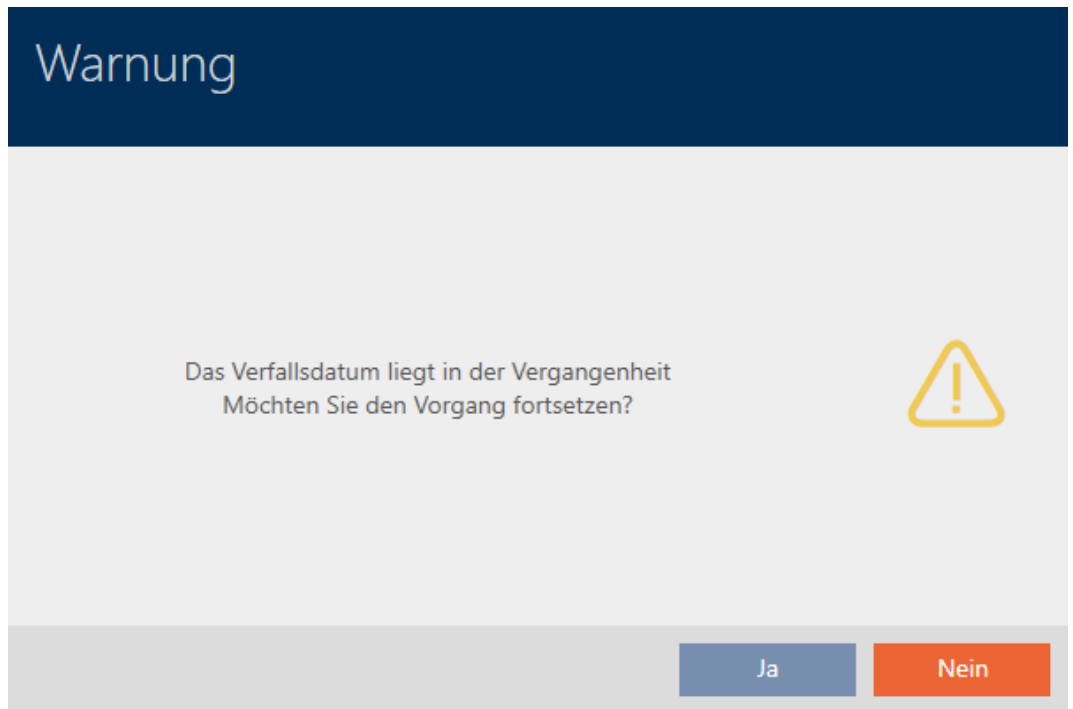 Warnung
Das Verfallsdatum liegt in der Vergangenheit
Möchten Sie den Vorgang fortsetzen?
Ja
Nein